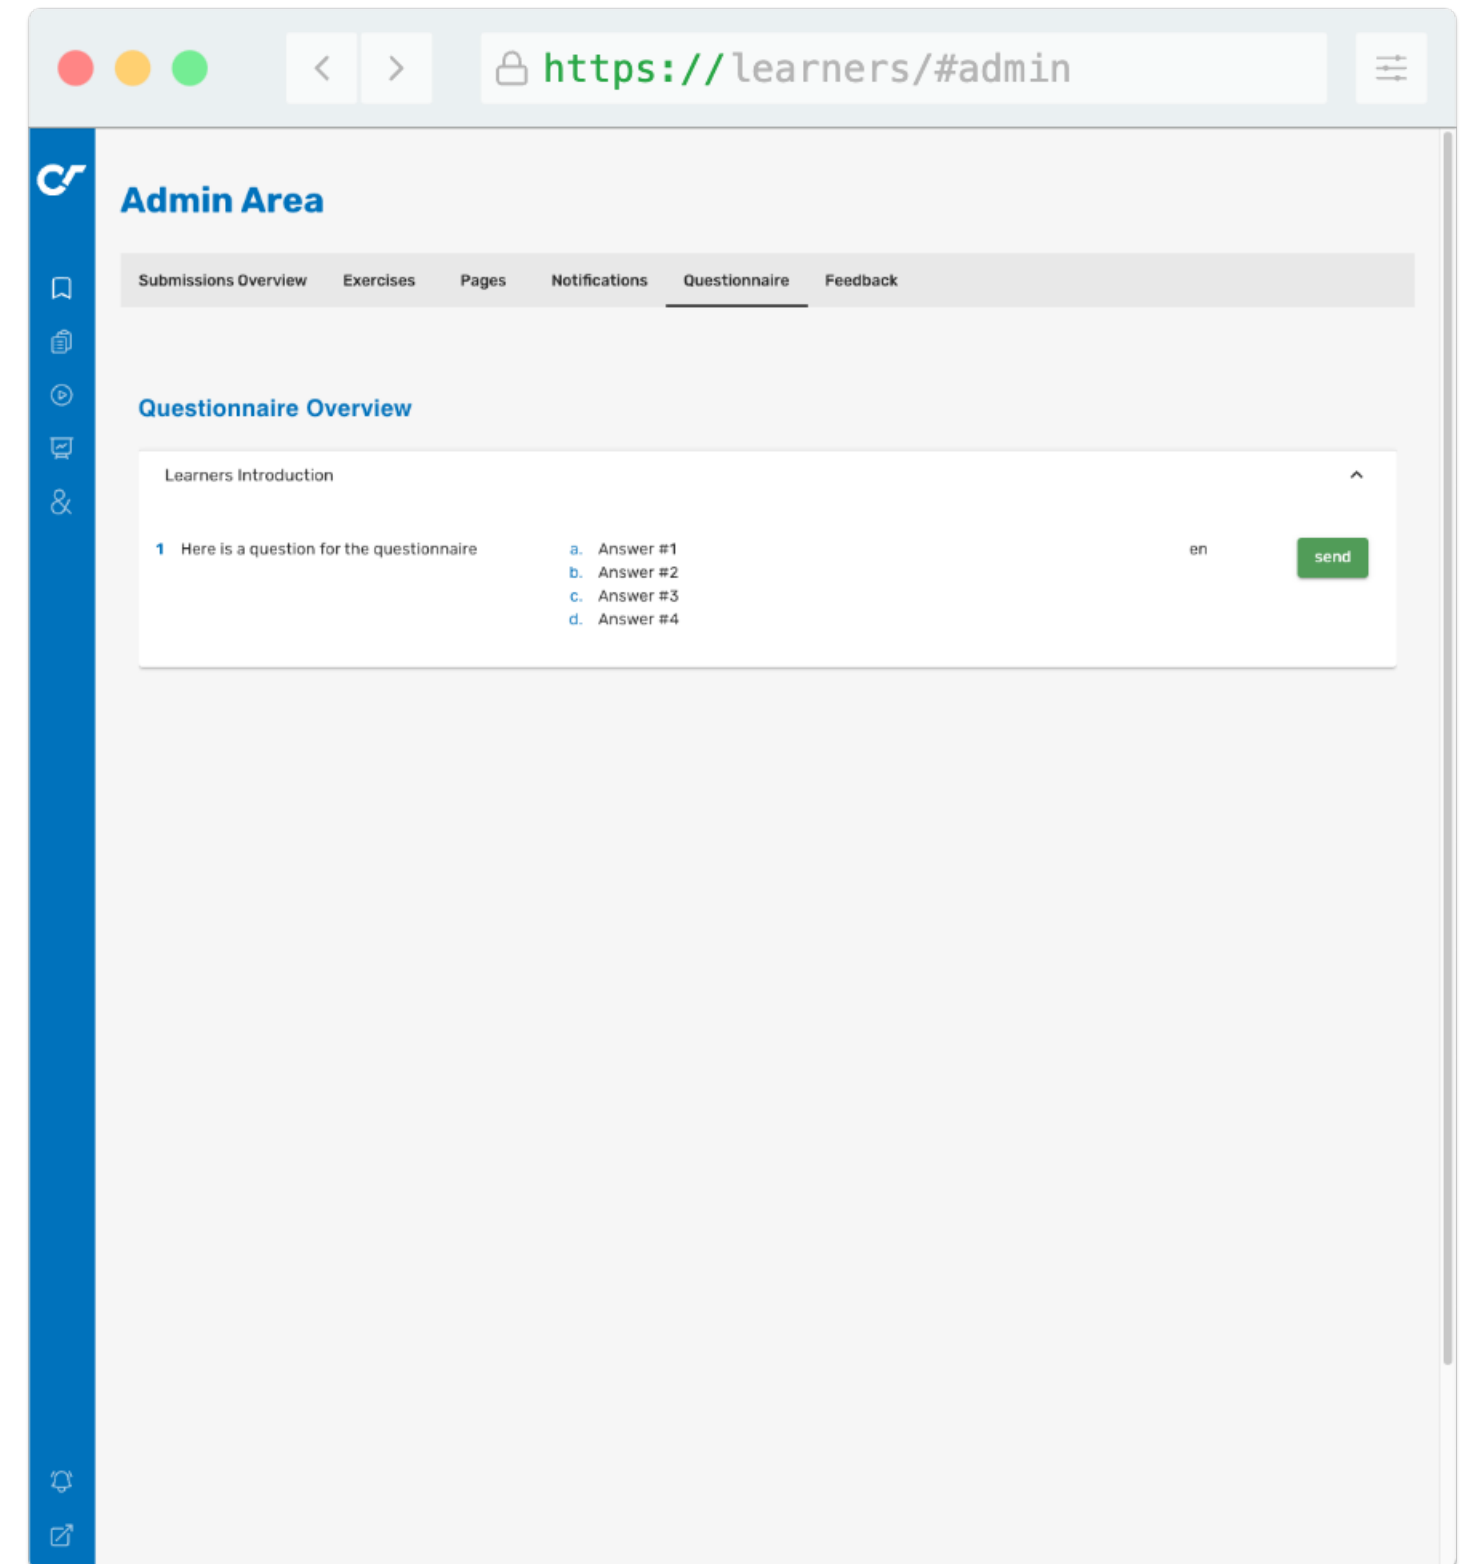 https://learners/#admin
Admin Area
Submissions Overview Exercises Pages Notifications Questionnaire Feedback
Questionnaire Overview
Learners Introduction
1 Here is a question for the questionnaire a. Answer #1 en send
b. Answer #2
c. Answer #3
d. Answer #4